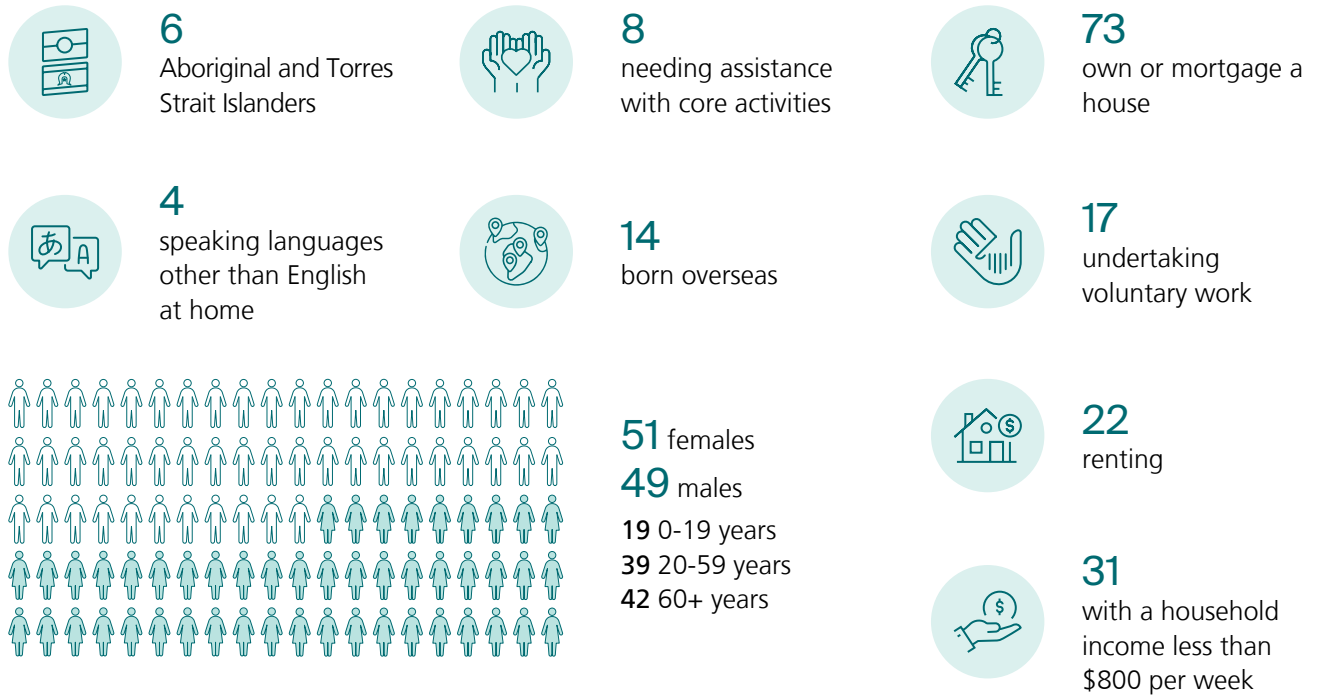 6
Aboriginal and Torres
Strait Islanders
8
needing assistance
with core activities
73
own or mortgage a
house
あ A
4
speaking languages
other than English
at home
14
born overseas
17
undertaking
voluntary work
51 females
49 males
19 0-19 years
39 20-59 years
42 60+ years
$
22
renting
$
31
with a household
income less than
$800 per week